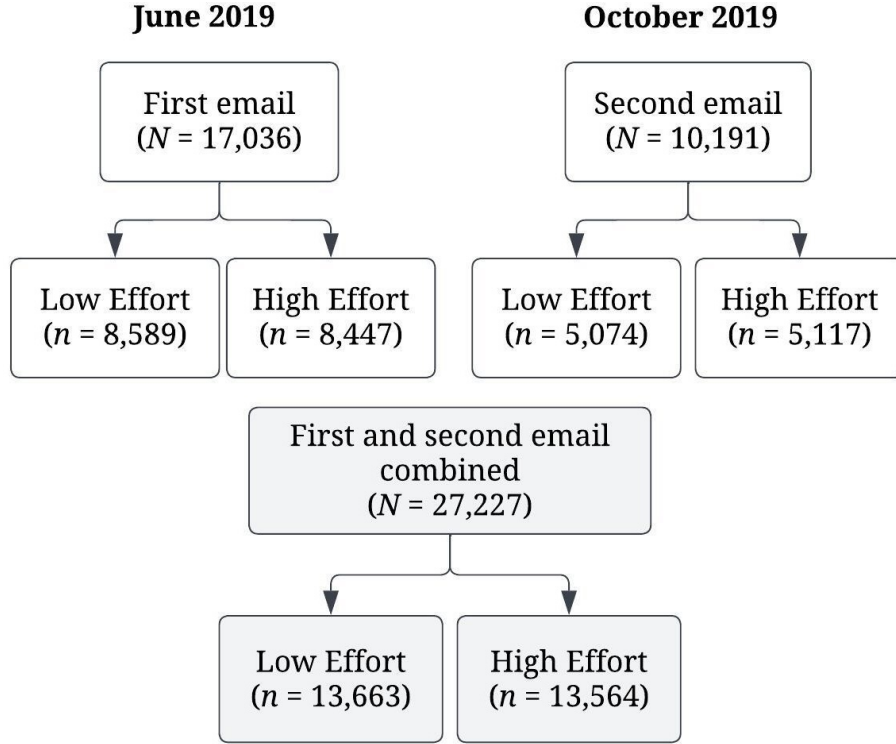 June 2019
October 2019
First email
(N = 17,036)
Second email
(N = 10,191)
Low Effort
(n = 8,589)
High Effort
(n = 8,447)
Low Effort
(n = 5,074)
High Effort
(n = 5,117)
First and second email
combined
(N = 27,227)
Low Effort
(n = 13,663)
High Effort
(n = 13,564)